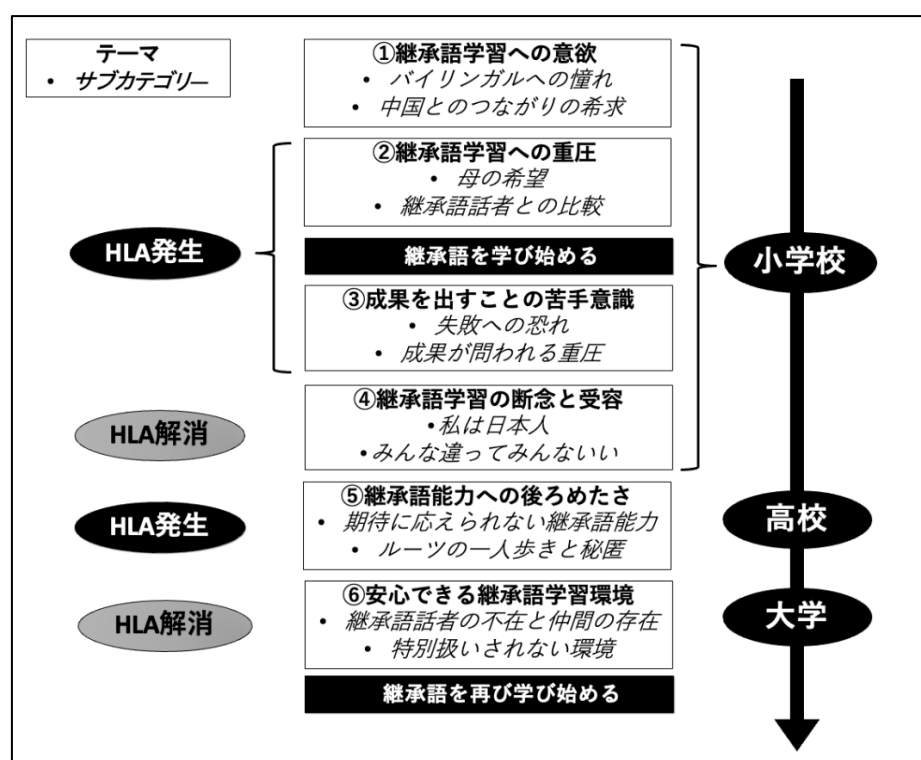 テーマ
• サブカテゴリー
①継承語学習への意欲
• バイリンガルへの憧れ
• 中国とのつながりの希求
②継承語学習への重圧
• 母の希望
• 継承語話者との比較
HLA発生
継承語を学び始める
小学校
③成果を出すことの苦手意識
• 失敗への恐れ
• 成果が問われる重圧
④継承語学習の断念と受容
•私は日本人
•みんな違ってみんないい
HLA解消
⑤継承語能力への後ろめたさ
• 期待に応えられない継承語能力
• ルーツの一人歩きと秘匿
HLA発生
高校
⑥安心できる継承語学習環境
• 継承語話者の不在と仲間の存在
• 特別扱いされない環境
HLA解消
大学
継承語を再び学び始める